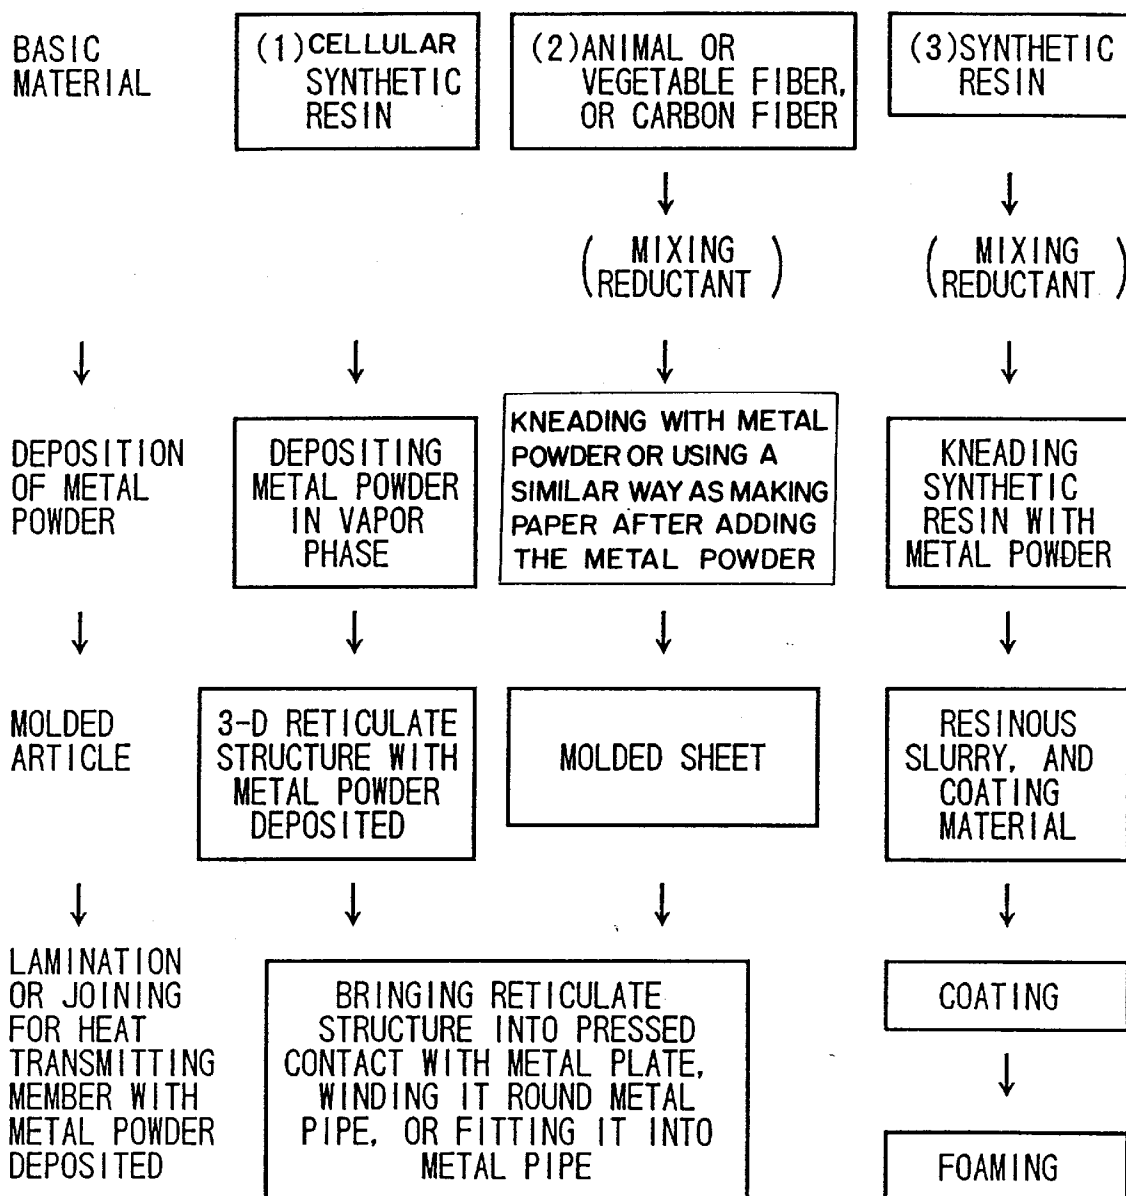 BASIC
MATERIAL
(1) CELLULAR
SYNTHETIC
RESIN
(2) ANIMAL OR
VEGETABLE FIBER,
OR CARBON FIBER
(3) SYNTHETIC
RESIN
( MIXING
REDUCTANT )
( MIXING
REDUCTANT )
DEPOSITION
OF METAL
POWDER
DEPOSITING
METAL POWDER
IN VAPOR
PHASE
KNEADING WITH METAL
POWDER OR USING A
SIMILAR WAY AS MAKING
PAPER AFTER ADDING
THE METAL POWDER
KNEADING
SYNTHETIC
RESIN WITH
METAL POWDER
MOLDED
ARTICLE
3-D RETICULATE
STRUCTURE WITH
METAL POWDER
DEPOSITED
MOLDED SHEET
RESINOUS
SLURRY, AND
COATING
MATERIAL
LAMINATION
OR JOINING
FOR HEAT
TRANSMITTING
MEMBER WITH
METAL POWDER
DEPOSITED
BRINGING RETICULATE
STRUCTURE INTO PRESSED
CONTACT WITH METAL PLATE,
WINDING IT ROUND METAL
PIPE, OR FITTING IT INTO
METAL PIPE
COATING
FOAMING